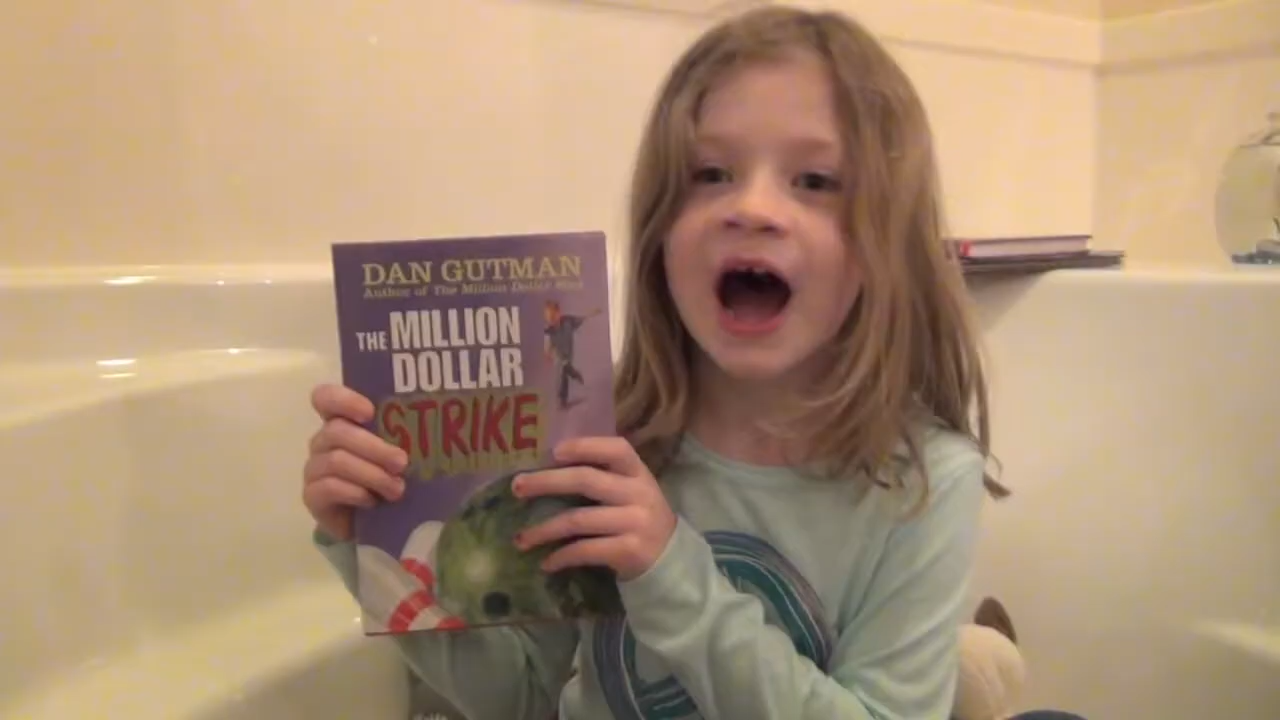 DAN GUTMAN
Author of The Million Dollar Shot
THE MILLION
DOLLAR
STRIKE